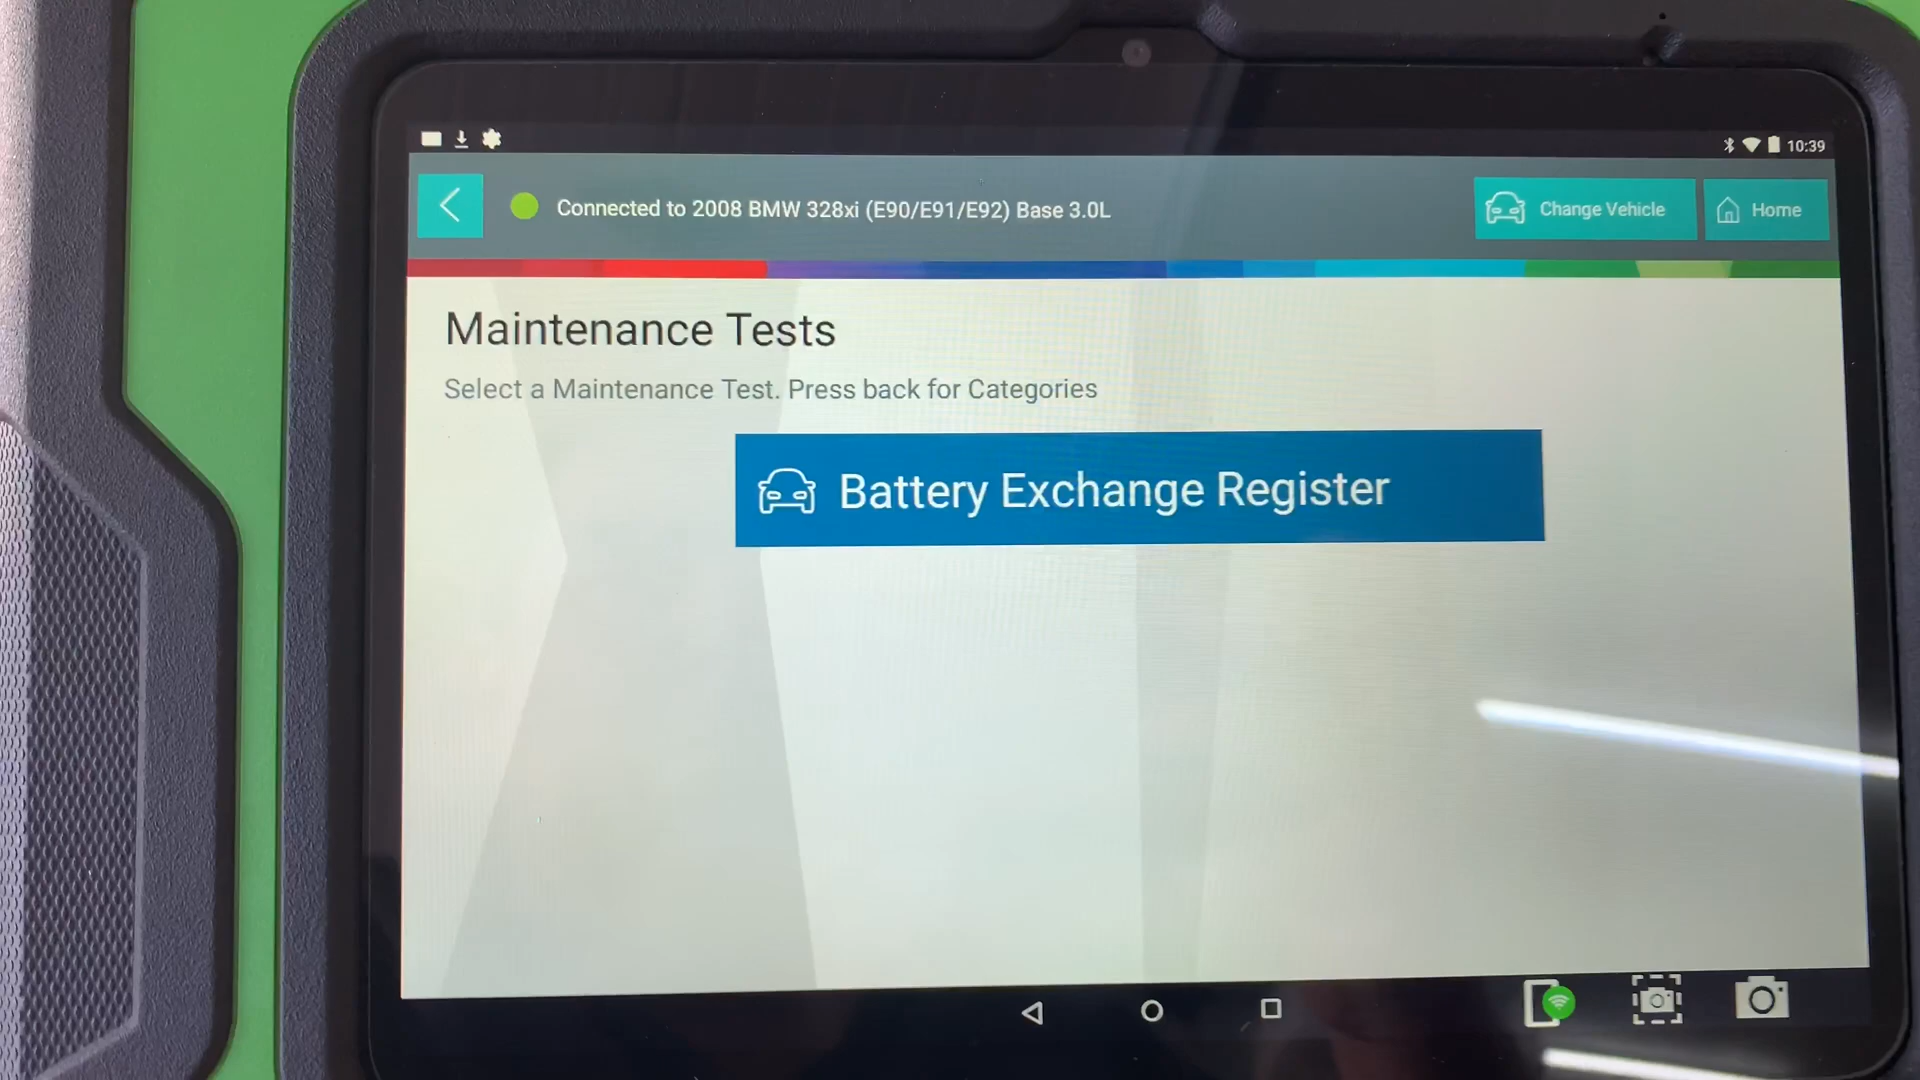 10:39
Connected to 2008 BMW 328xi (E90/E91/E92) Base 3.0L
Change Vehicle
Home
Maintenance Tests
Select a Maintenance Test. Press back for Categories
Battery Exchange Register